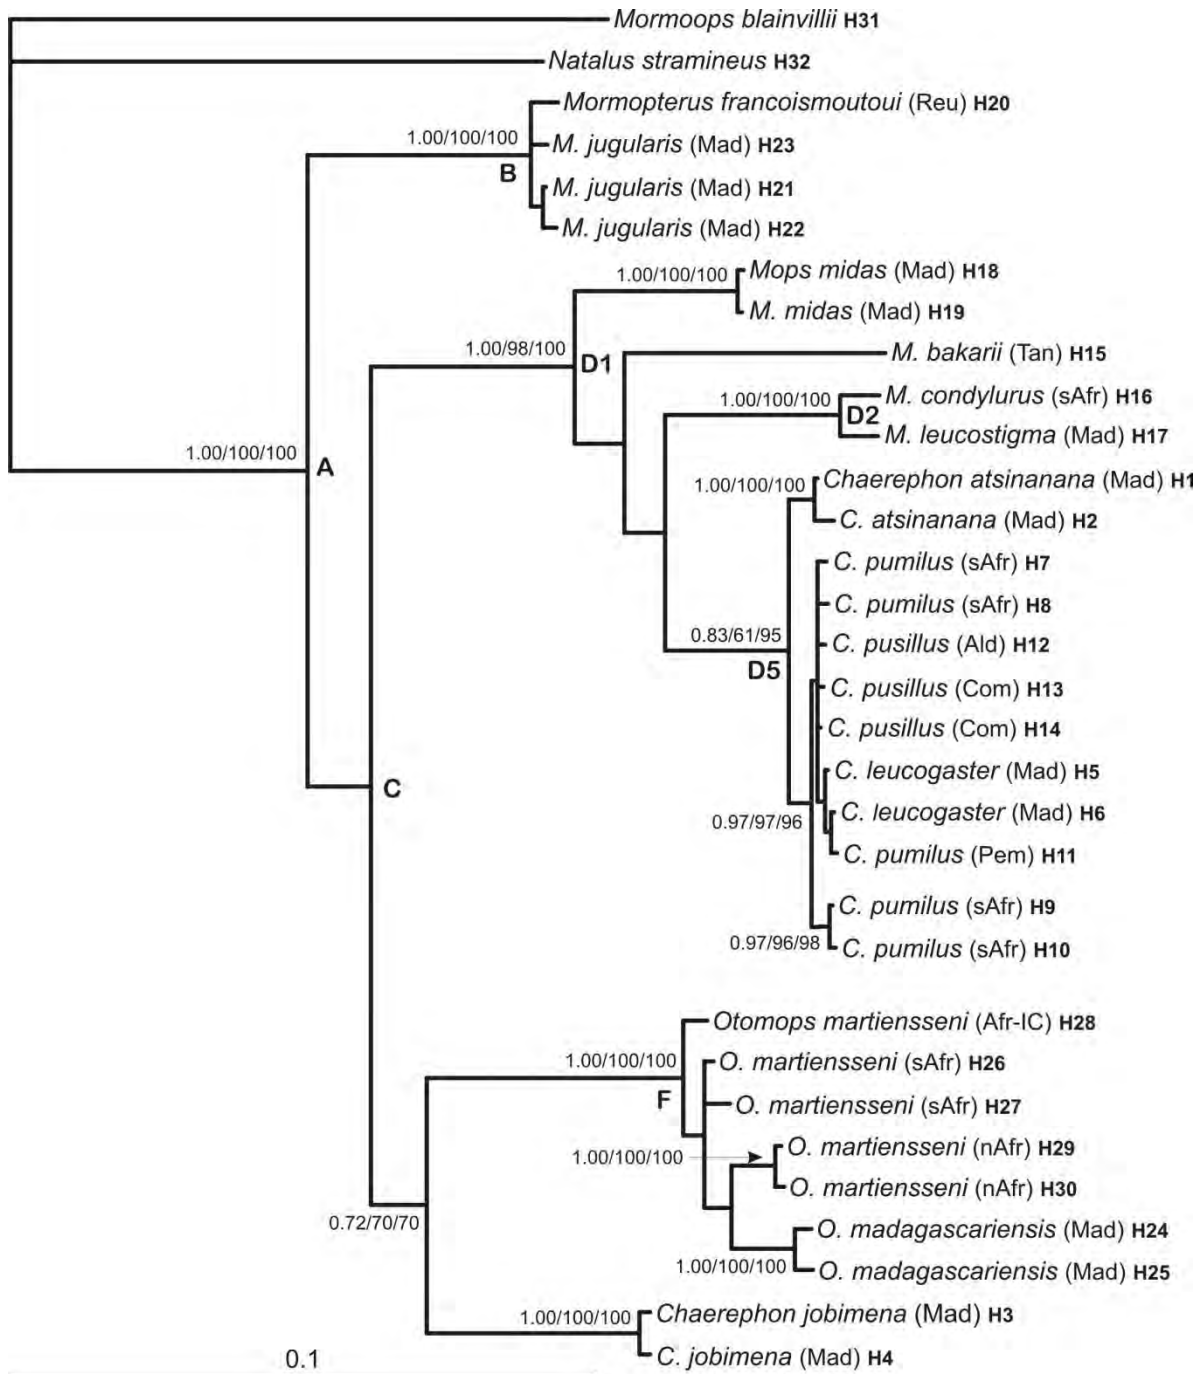 Mormoops blainvillii H31
Natalus stramineus H32
Mormopterus francoismoutoui (Reu) H20
1.00/100/100
M. jugularis (Mad) H23
B
M. jugularis (Mad) H21
M. jugularis (Mad) H22
1.00/100/100
Mops midas (Mad) H18
M. midas (Mad) H19
1.00/98/100
D1
M. bakarii (Tan) H15
1.00/100/100
M. condylurus (sAfr) H16
D2
M. leucostigma (Mad) H17
1.00/100/100
A
1.00/100/100
Chaerephon atsinanana (Mad) H1
C. atsinanana (Mad) H2
C. pumilus (sAfr) H7
C. pumilus (sAfr) H8
0.83/61/95
C. pusillus (Ald) H12
D5
C. pusillus (Com) H13
C. pusillus (Com) H14
C. leucogaster (Mad) H5
C
C. leucogaster (Mad) H6
0.97/97/96
C. pumilus (Pem) H11
C. pumilus (sAfr) H9
0.97/96/98
C. pumilus (sAfr) H10
Otomops martiensseni (Afr-IC) H28
1.00/100/100
O. martiensseni (sAfr) H26
F
O. martiensseni (sAfr) H27
O. martiensseni (nAfr) H29
1.00/100/100
O. martiensseni (nAfr) H30
0.72/70/70
O. madagascariensis (Mad) H24
1.00/100/100
O. madagascariensis (Mad) H25
1.00/100/100
Chaerephon jobimena (Mad) H3
C. jobimena (Mad) H4
0.1